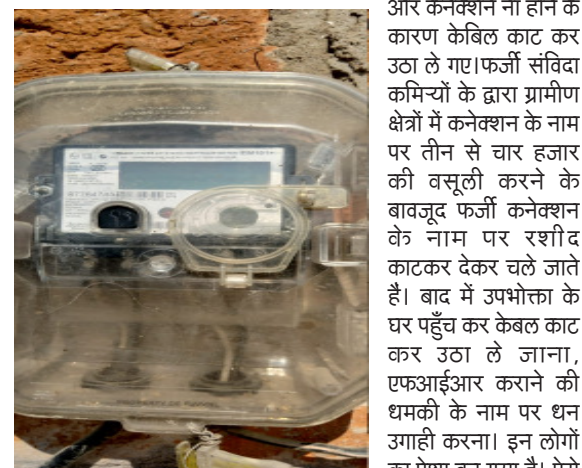 और कनेक्शन ना होने के
कारण केबिल काट कर
उठा ले गए।फर्जी संविदा
कमिर्‍यों के द्वारा ग्रामीण
क्षेत्रों में कनेक्शन के नाम
पर तीन से चार हजार
की वसूली करने के
बावजूद फर्जी कनेक्शन
के नाम पर रशीद
काटकर देकर चले जाते
हैं। बाद में उपभोक्ता के
घर पहुँच कर केबल काट
कर उठा ले जाना,
एफआईआर कराने की
धमकी के नाम पर धन
उगाही करना। इन लोगों